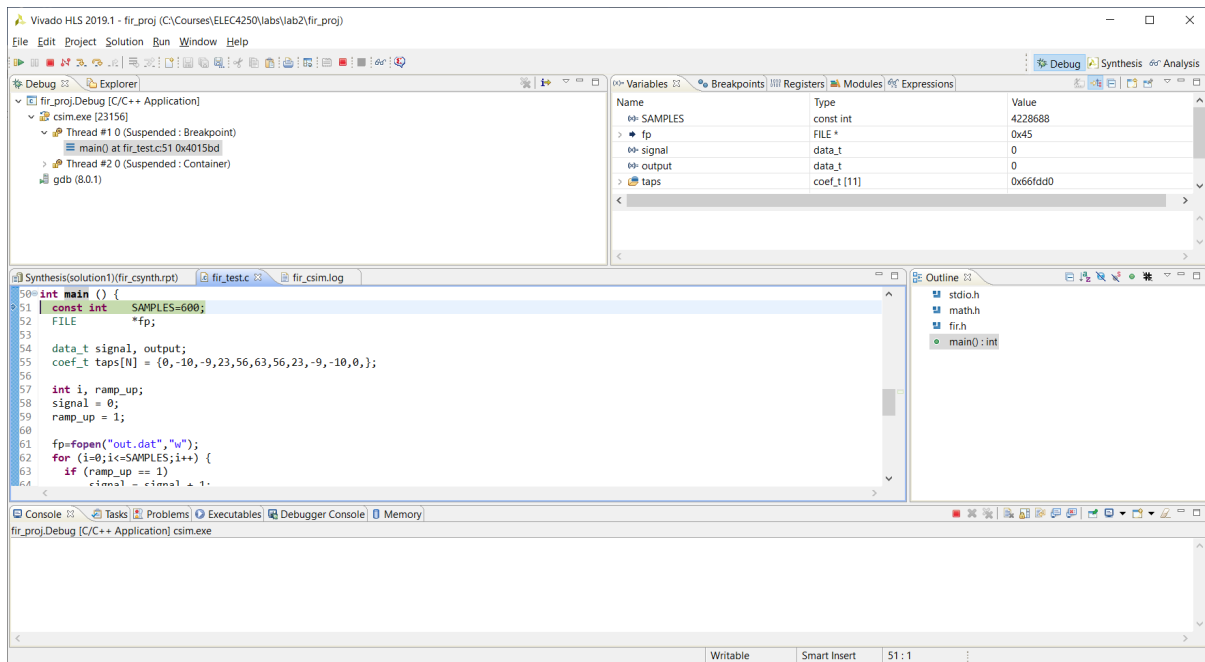 Vivado HLS 2019.1 - fir_proj (C:\Courses\ELEC4250\labs\lab2\fir_proj)
File Edit Project Solution Run Window Help
Debug Synthesis Analysis
Debug Explorer
fir_proj.Debug [C/C++ Application]
csim.exe [23156]
Thread #1 0 (Suspended : Breakpoint)
main() at fir_test.c:51 0x4015bd
Thread #2 0 (Suspended : Container)
gdb (8.0.1)
Variables Breakpoints Registers Modules Expressions
Name Type Value
SAMPLES const int 4228688
fp FILE * 0x45
signal data_t 0
output data_t 0
taps coef_t [11] 0x66fdd0
Synthesis(solution1)(fir_csynth.rpt) fir_test.c fir_csim.log
50 int main () {
51 const int SAMPLES=600;
52 FILE *fp;
53
54 data_t signal, output;
55 coef_t taps[N] = {0,-10,-9,23,56,63,56,23,-9,-10,0,};
56
57 int i, ramp_up;
58 signal = 0;
59 ramp_up = 1;
60
61 fp=fopen("out.dat","w");
62 for (i=0;i<=SAMPLES;i++) {
63 if (ramp_up == 1)
64 signal = signal + 1;
Outline
stdio.h
math.h
fir.h
main() : int
Console Tasks Problems Executables Debugger Console Memory
fir_proj.Debug [C/C++ Application] csim.exe
Writable Smart Insert 51 : 1